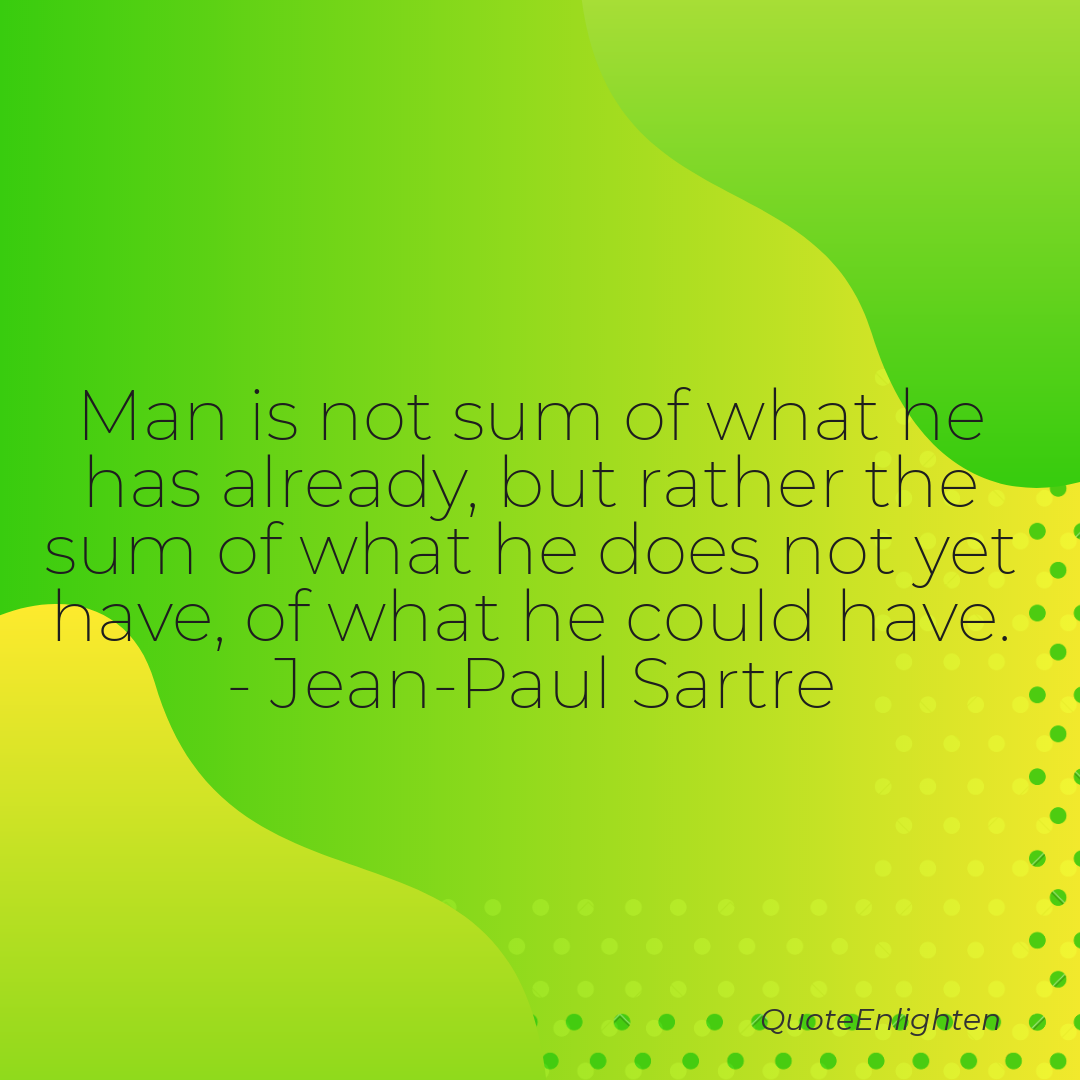 Man is not sum of what he
has already, but rather the
sum of what he does not yet
have, of what he could have.
- Jean-Paul Sartre
QuoteEnlighten